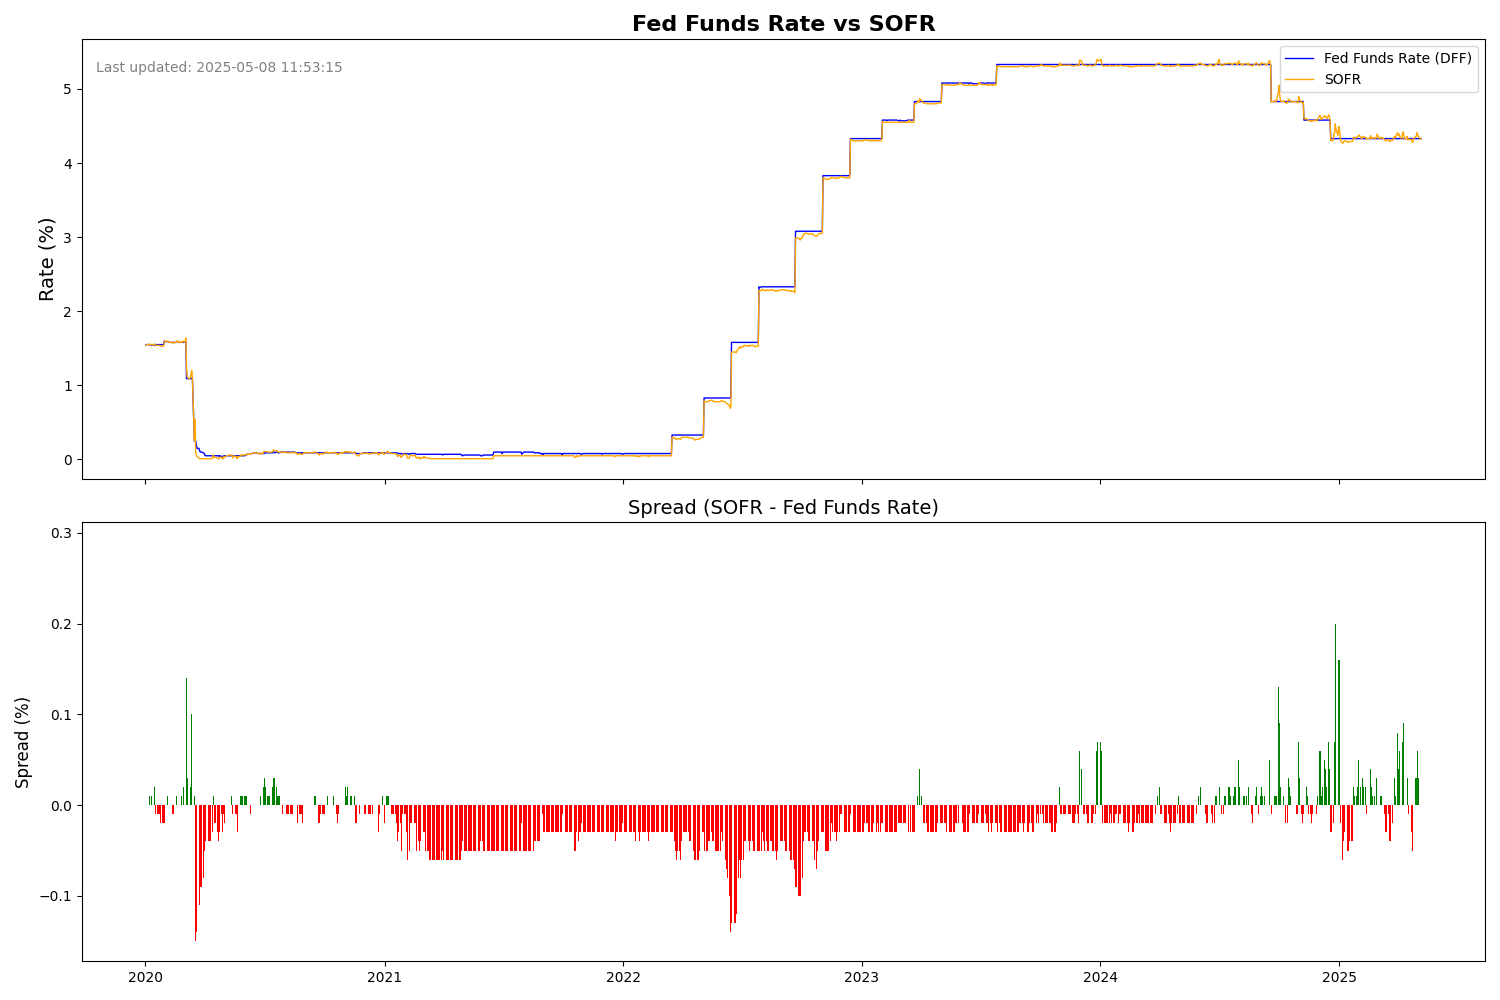 Fed Funds Rate vs SOFR
Last updated: 2025-05-08 11:53:15
Fed Funds Rate (DFF)
SOFR
Rate (%)
5
4
3
2
1
0
Spread (SOFR - Fed Funds Rate)
Spread (%)
0.3
0.2
0.1
0.0
−0.1
2020 2021 2022 2023 2024 2025